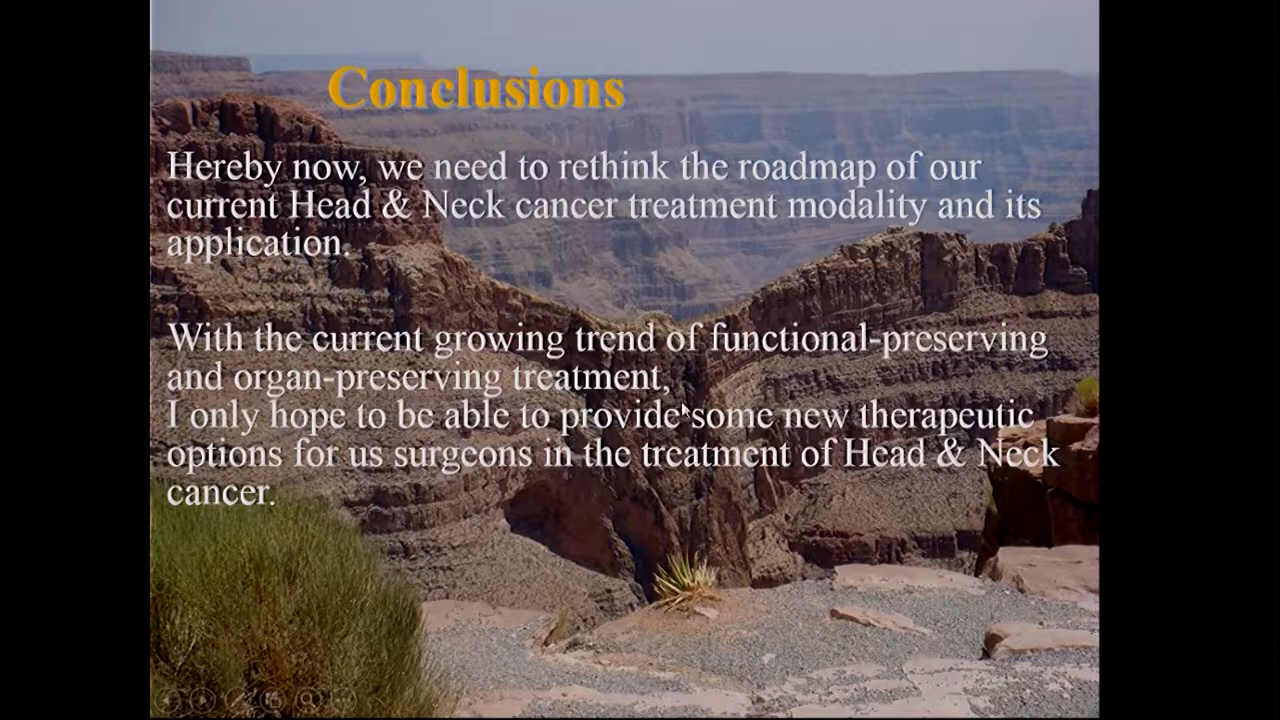 Conclusions
Hereby now, we need to rethink the roadmap of our
current Head & Neck cancer treatment modality and its
application.
With the current growing trend of functional-preserving
and organ-preserving treatment,
I only hope to be able to provide some new therapeutic
options for us surgeons in the treatment of Head & Neck
cancer.